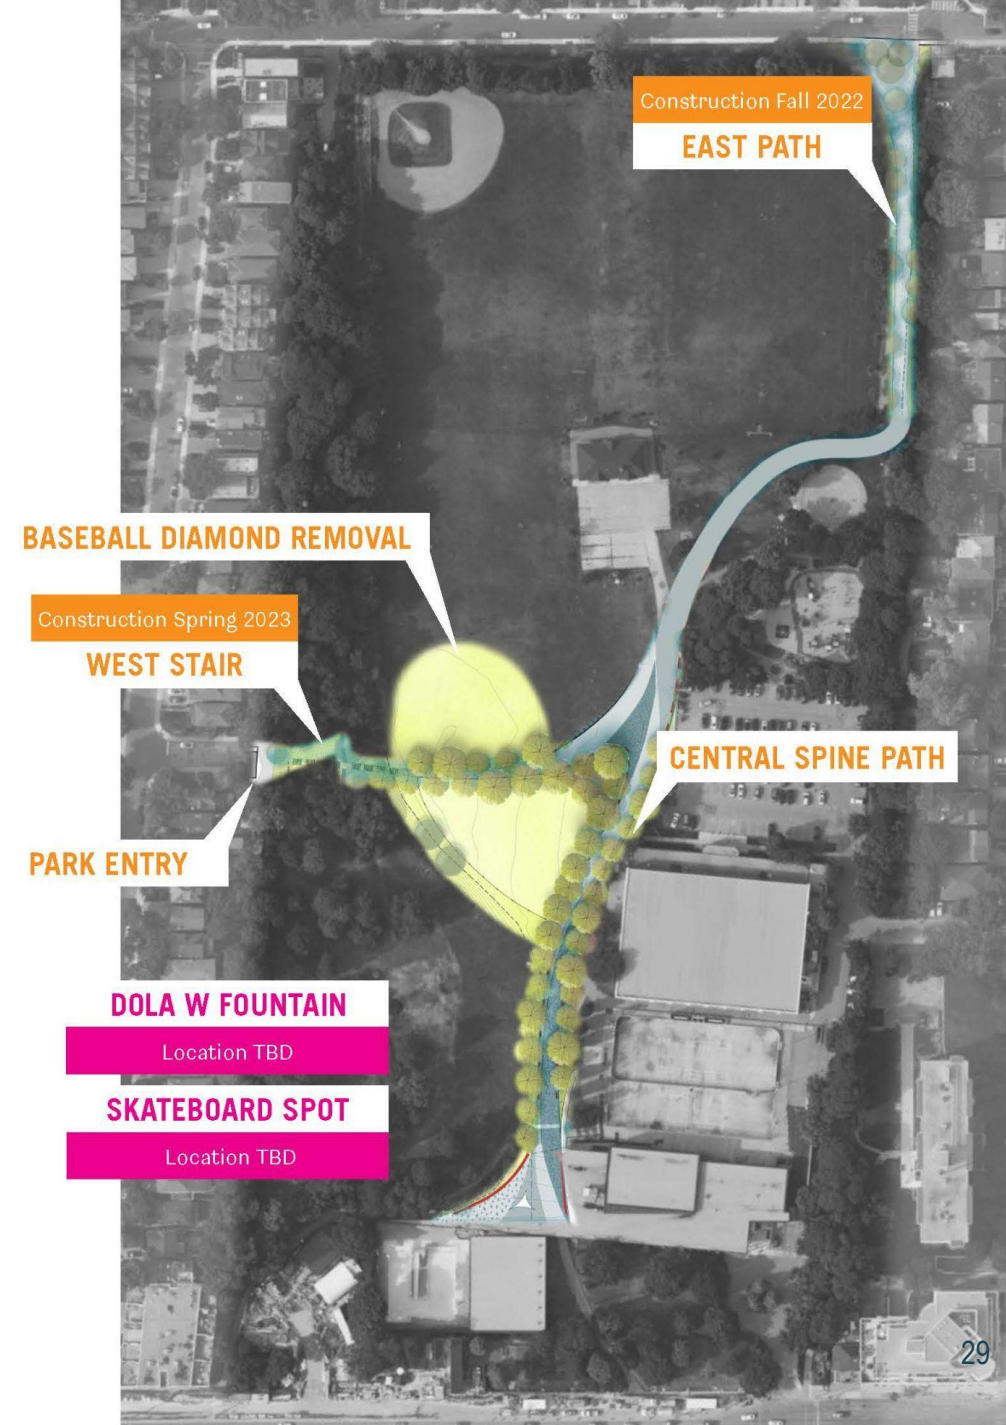 Construction Fall 2022
EAST PATH
BASEBALL DIAMOND REMOVAL
Construction Spring 2023
WEST STAIR
CENTRAL SPINE PATH
PARK ENTRY
DOLA W FOUNTAIN
Location TBD
SKATEBOARD SPOT
Location TBD
29